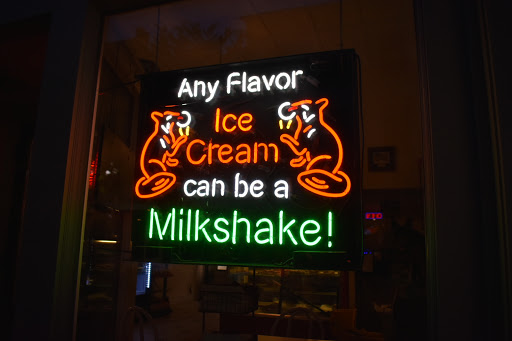 Any Flavor
Ice
Cream
can be a
Milkshake!